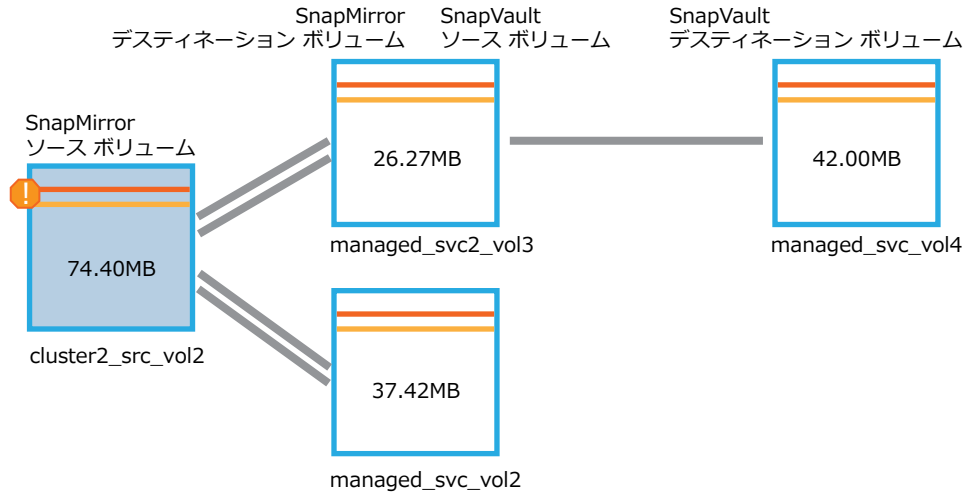 SnapMirror
デスティネーション ボリューム
SnapVault
ソース ボリューム
SnapVault
デスティネーション ボリューム
SnapMirror
ソース ボリューム
!
74.40MB
cluster2_src_vol2
26.27MB
managed_svc2_vol3
42.00MB
managed_svc_vol4
37.42MB
managed_svc_vol2